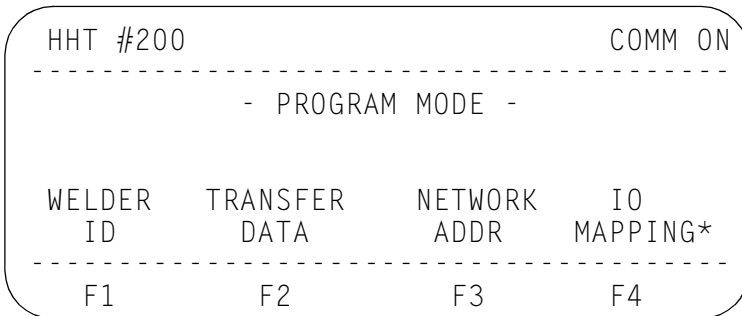 HHT #200 COMM ON
- PROGRAM MODE -
WELDER TRANSFER NETWORK IO
ID DATA ADDR MAPPING*
F1 F2 F3 F4